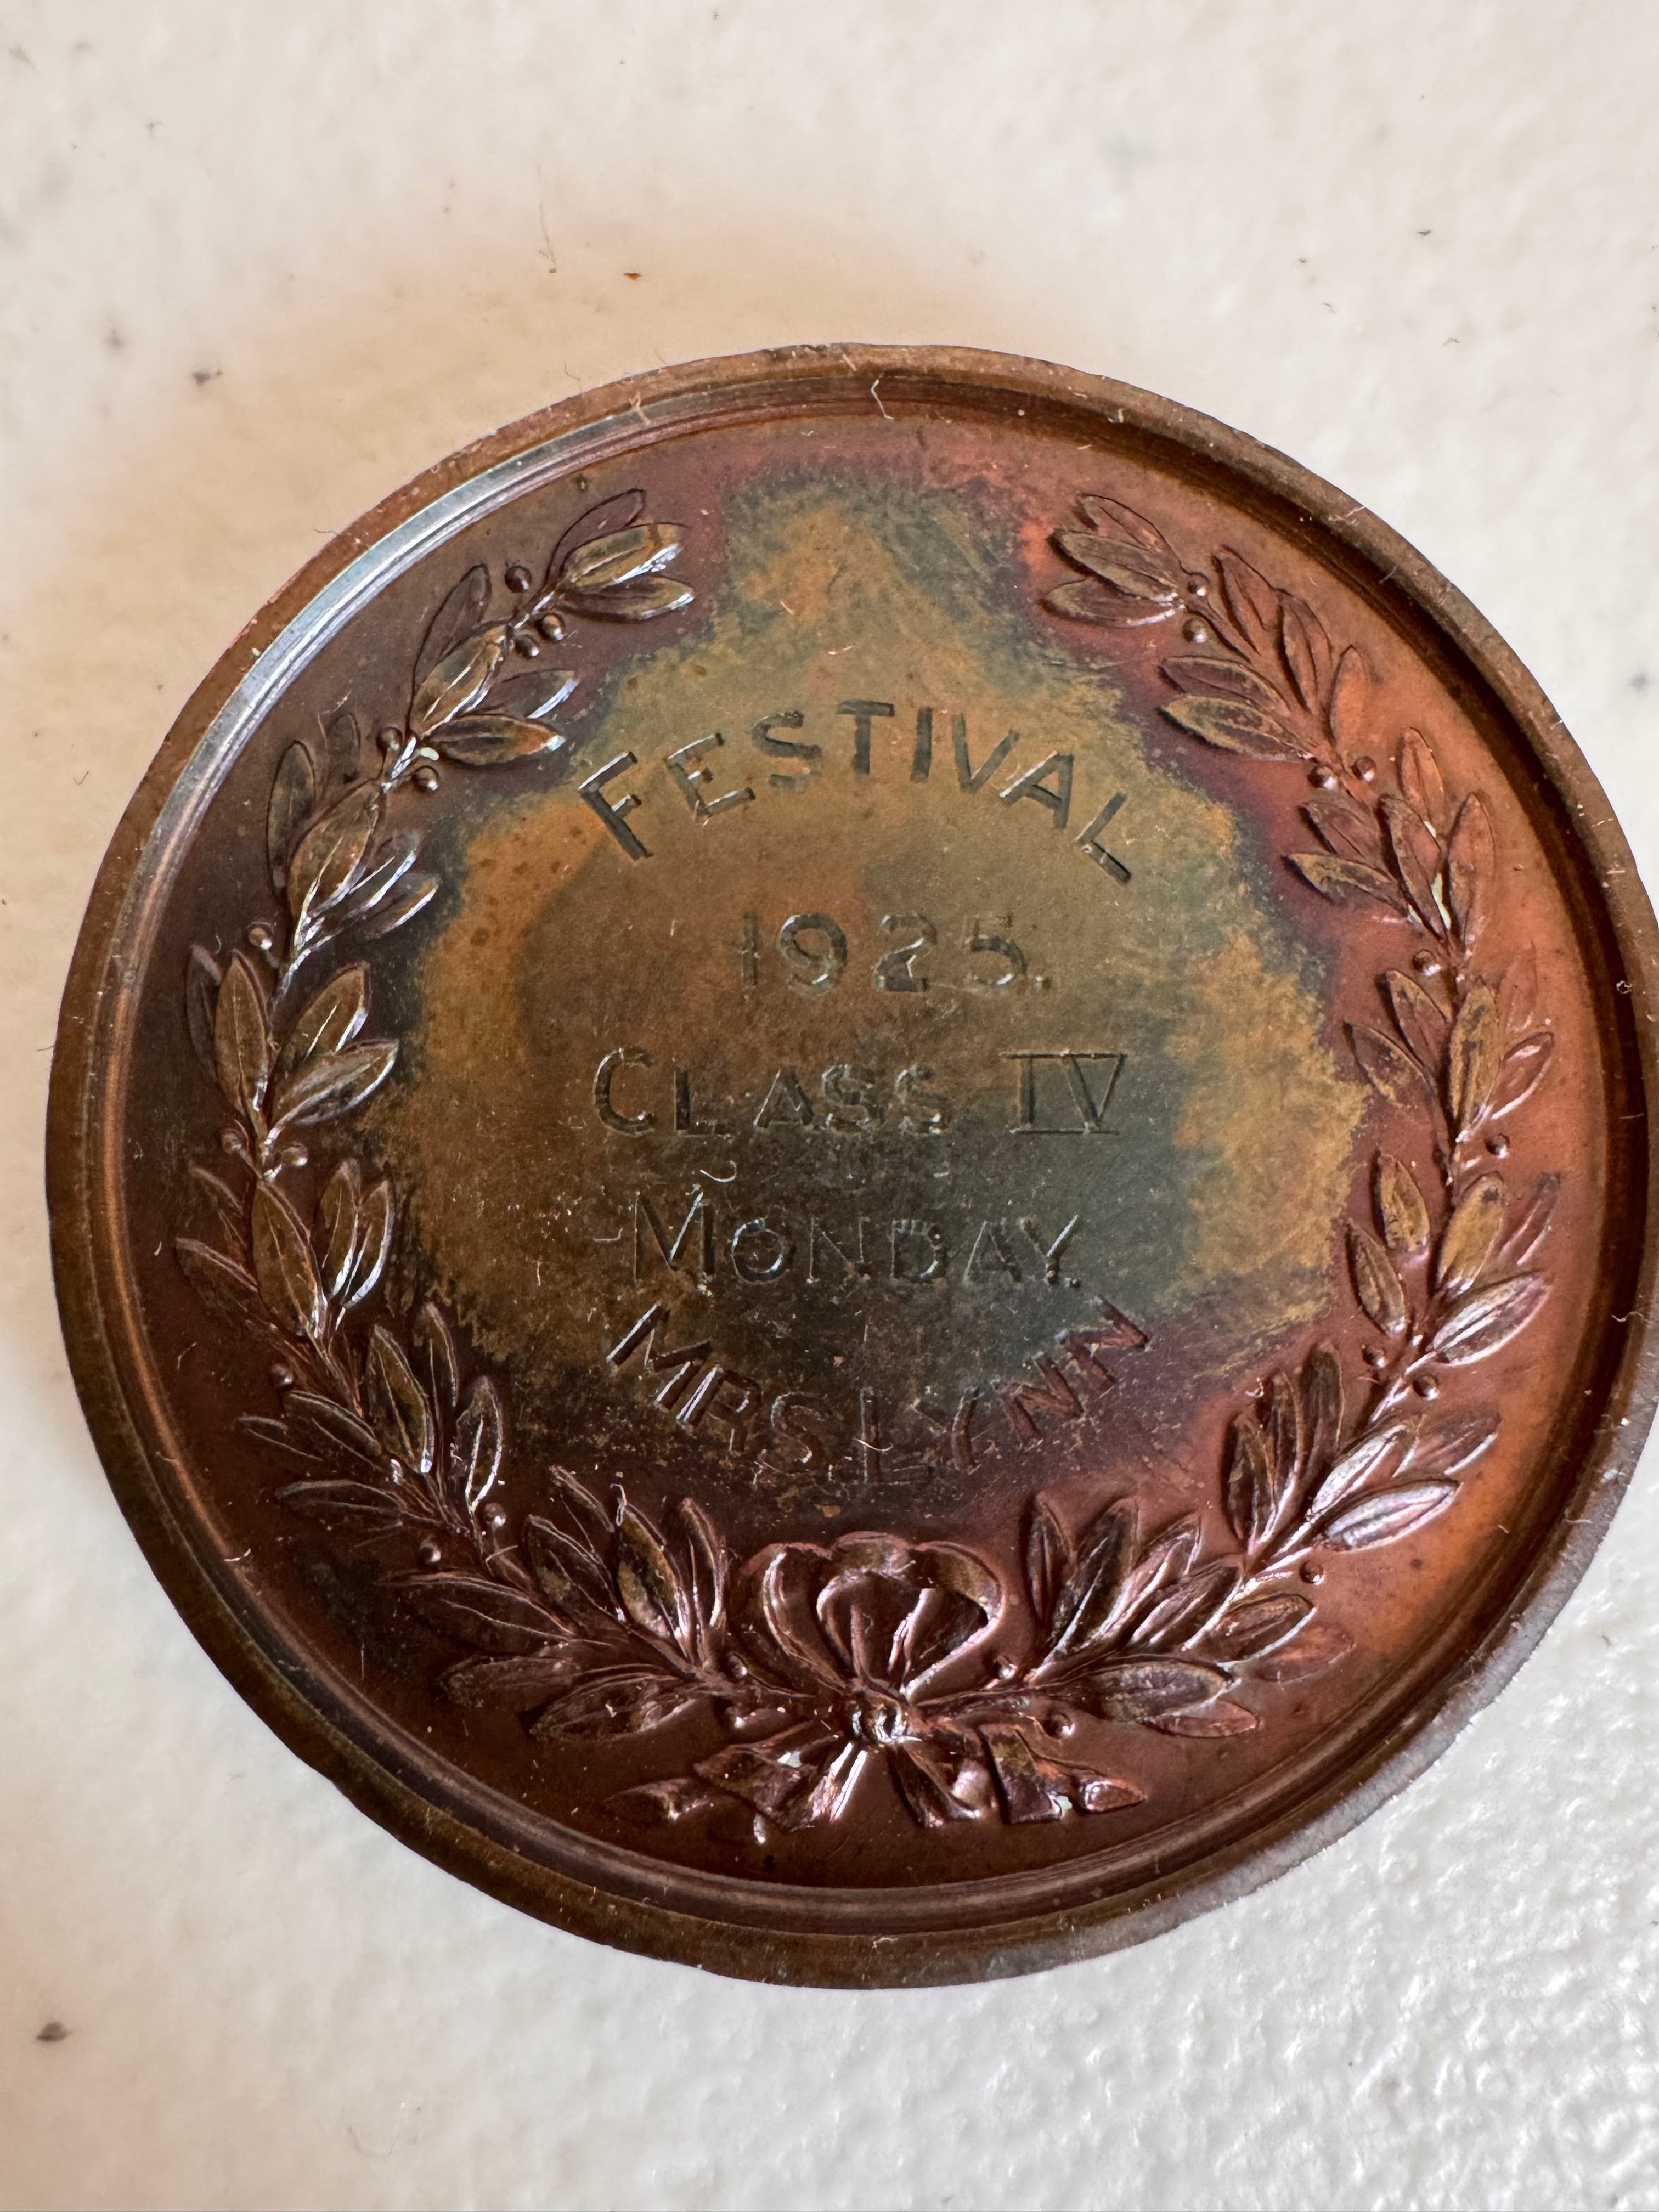 FESTIVAL
1925.
CLASS IV
MONDAY.
MRS. LYNN